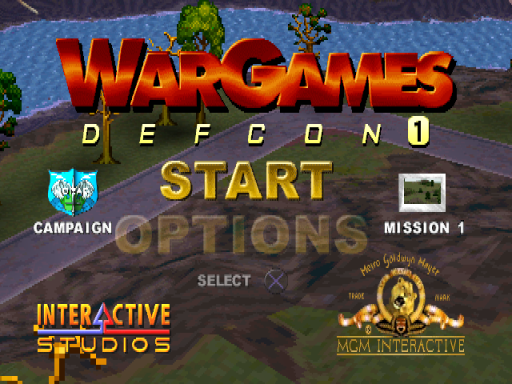 WARGAMES
DEFCON 1
START
CAMPAIGN
MISSION 1
OPTIONS
SELECT
INTERACTIVE
STUDIOS
Metro Goldwyn Mayer
TRADE MARK
©
MGM INTERACTIVE